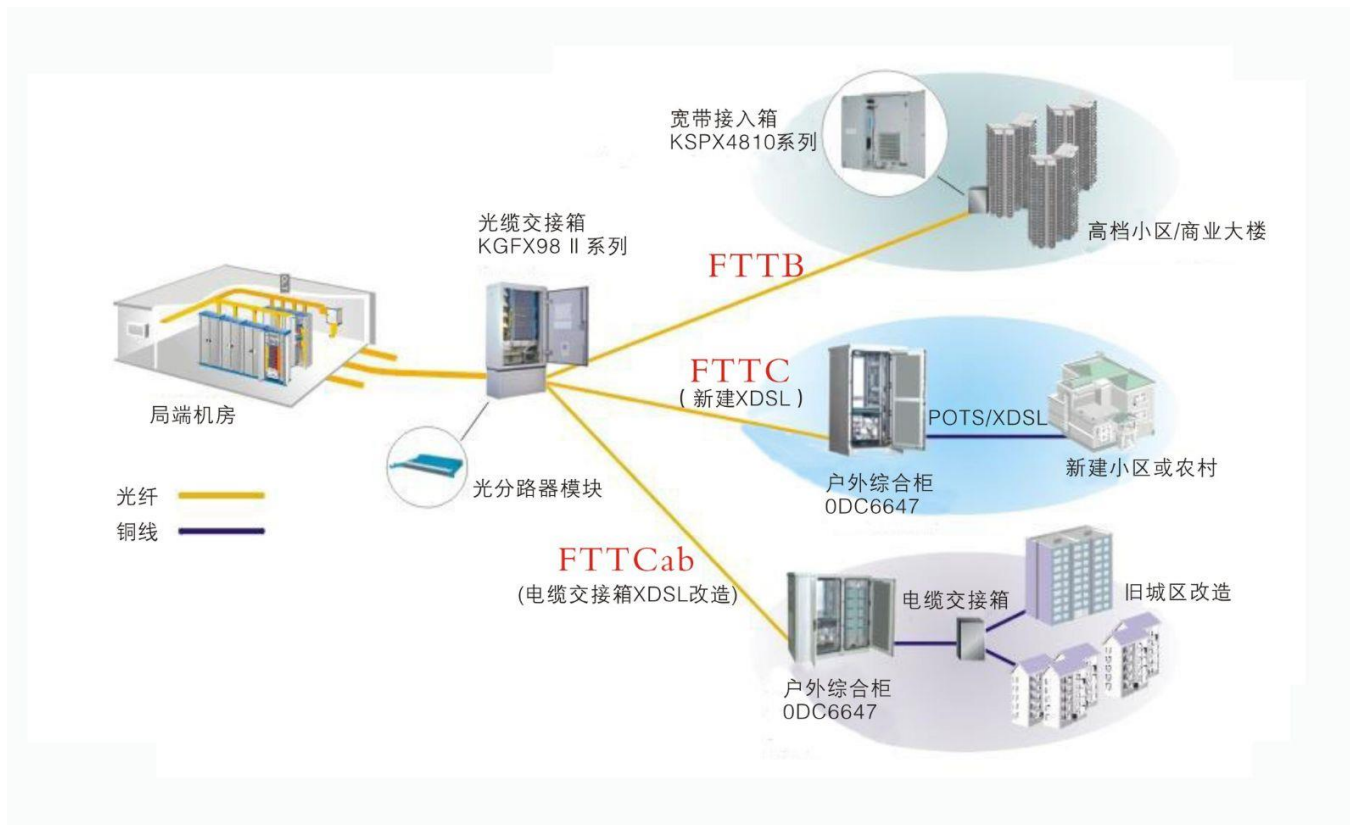 宽带接入箱
KSPX4810系列
光缆交接箱
KGFX98 II 系列
高档小区/商业大楼
FTTB
局端机房
FTTC
(新建XDSL)
POTS/XDSL
新建小区或农村
光分路器模块
户外综合柜
0DC6647
光纤
铜线
FTTCab
(电缆交接箱XDSL改造)
电缆交接箱
旧城区改造
户外综合柜
0DC6647